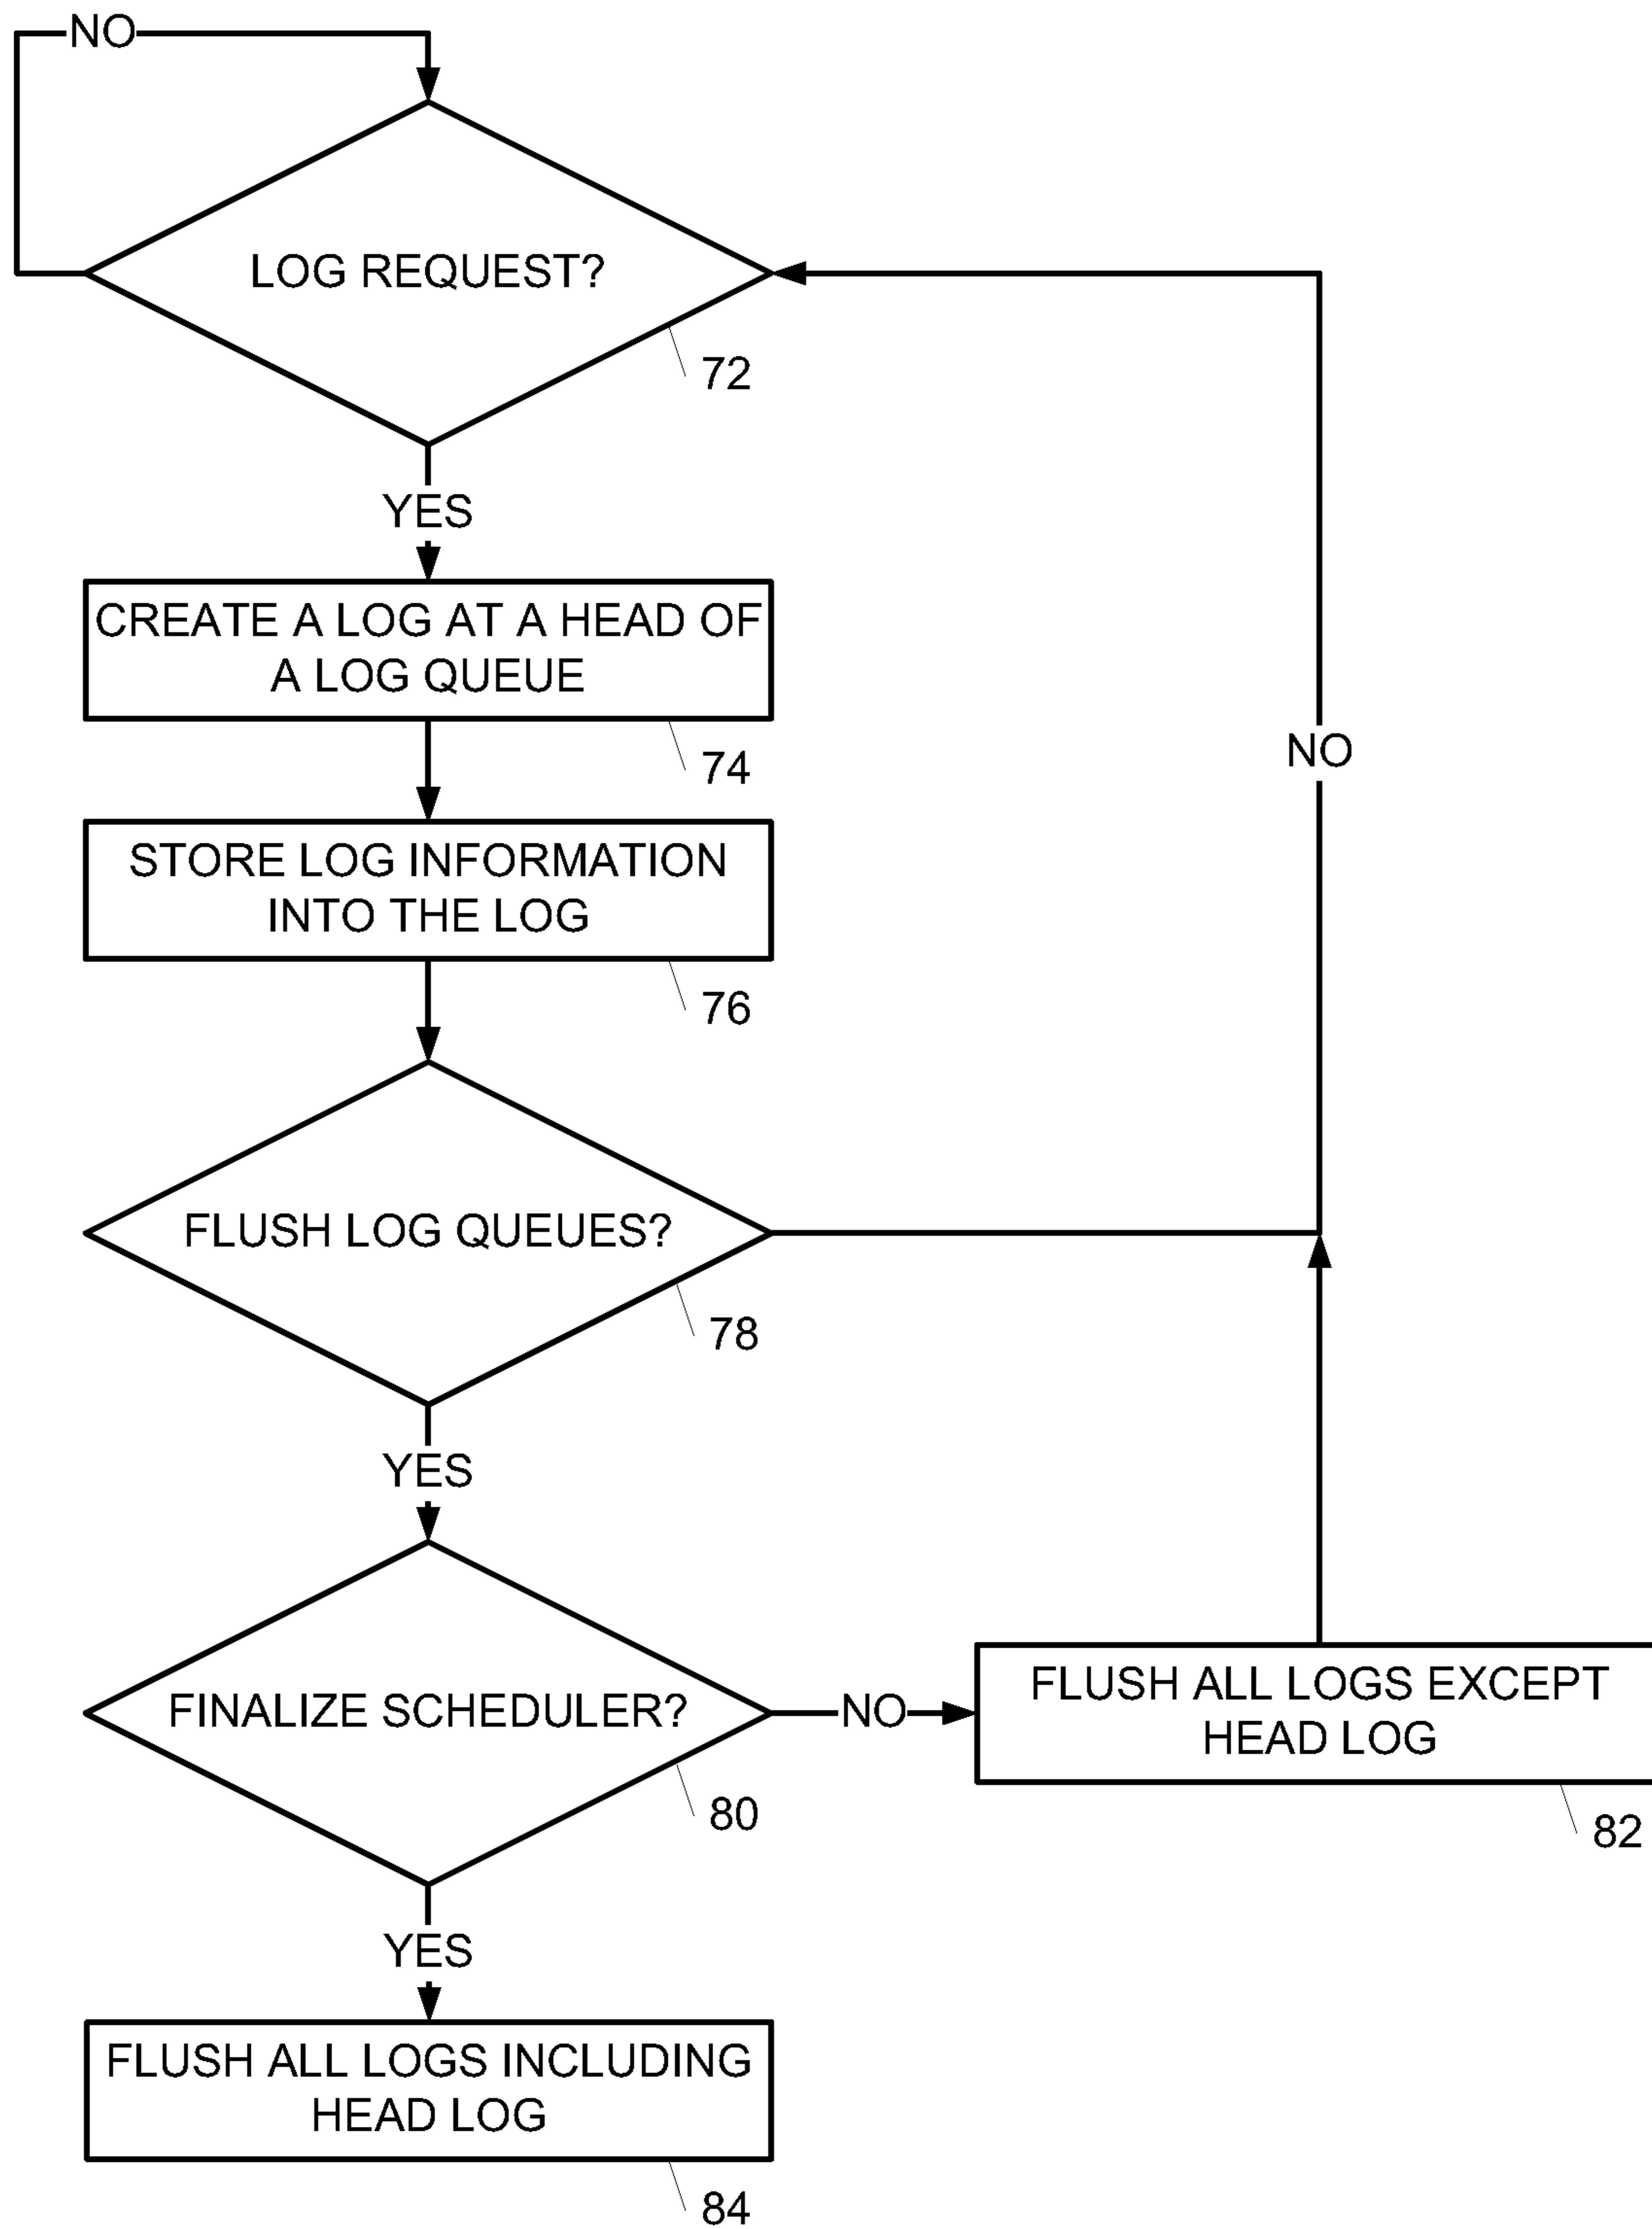 NO
LOG REQUEST?
72
YES
CREATE A LOG AT A HEAD OF
A LOG QUEUE
74
NO
STORE LOG INFORMATION
INTO THE LOG
76
FLUSH LOG QUEUES?
78
YES
FINALIZE SCHEDULER?
NO
FLUSH ALL LOGS EXCEPT
HEAD LOG
80
82
YES
FLUSH ALL LOGS INCLUDING
HEAD LOG
84